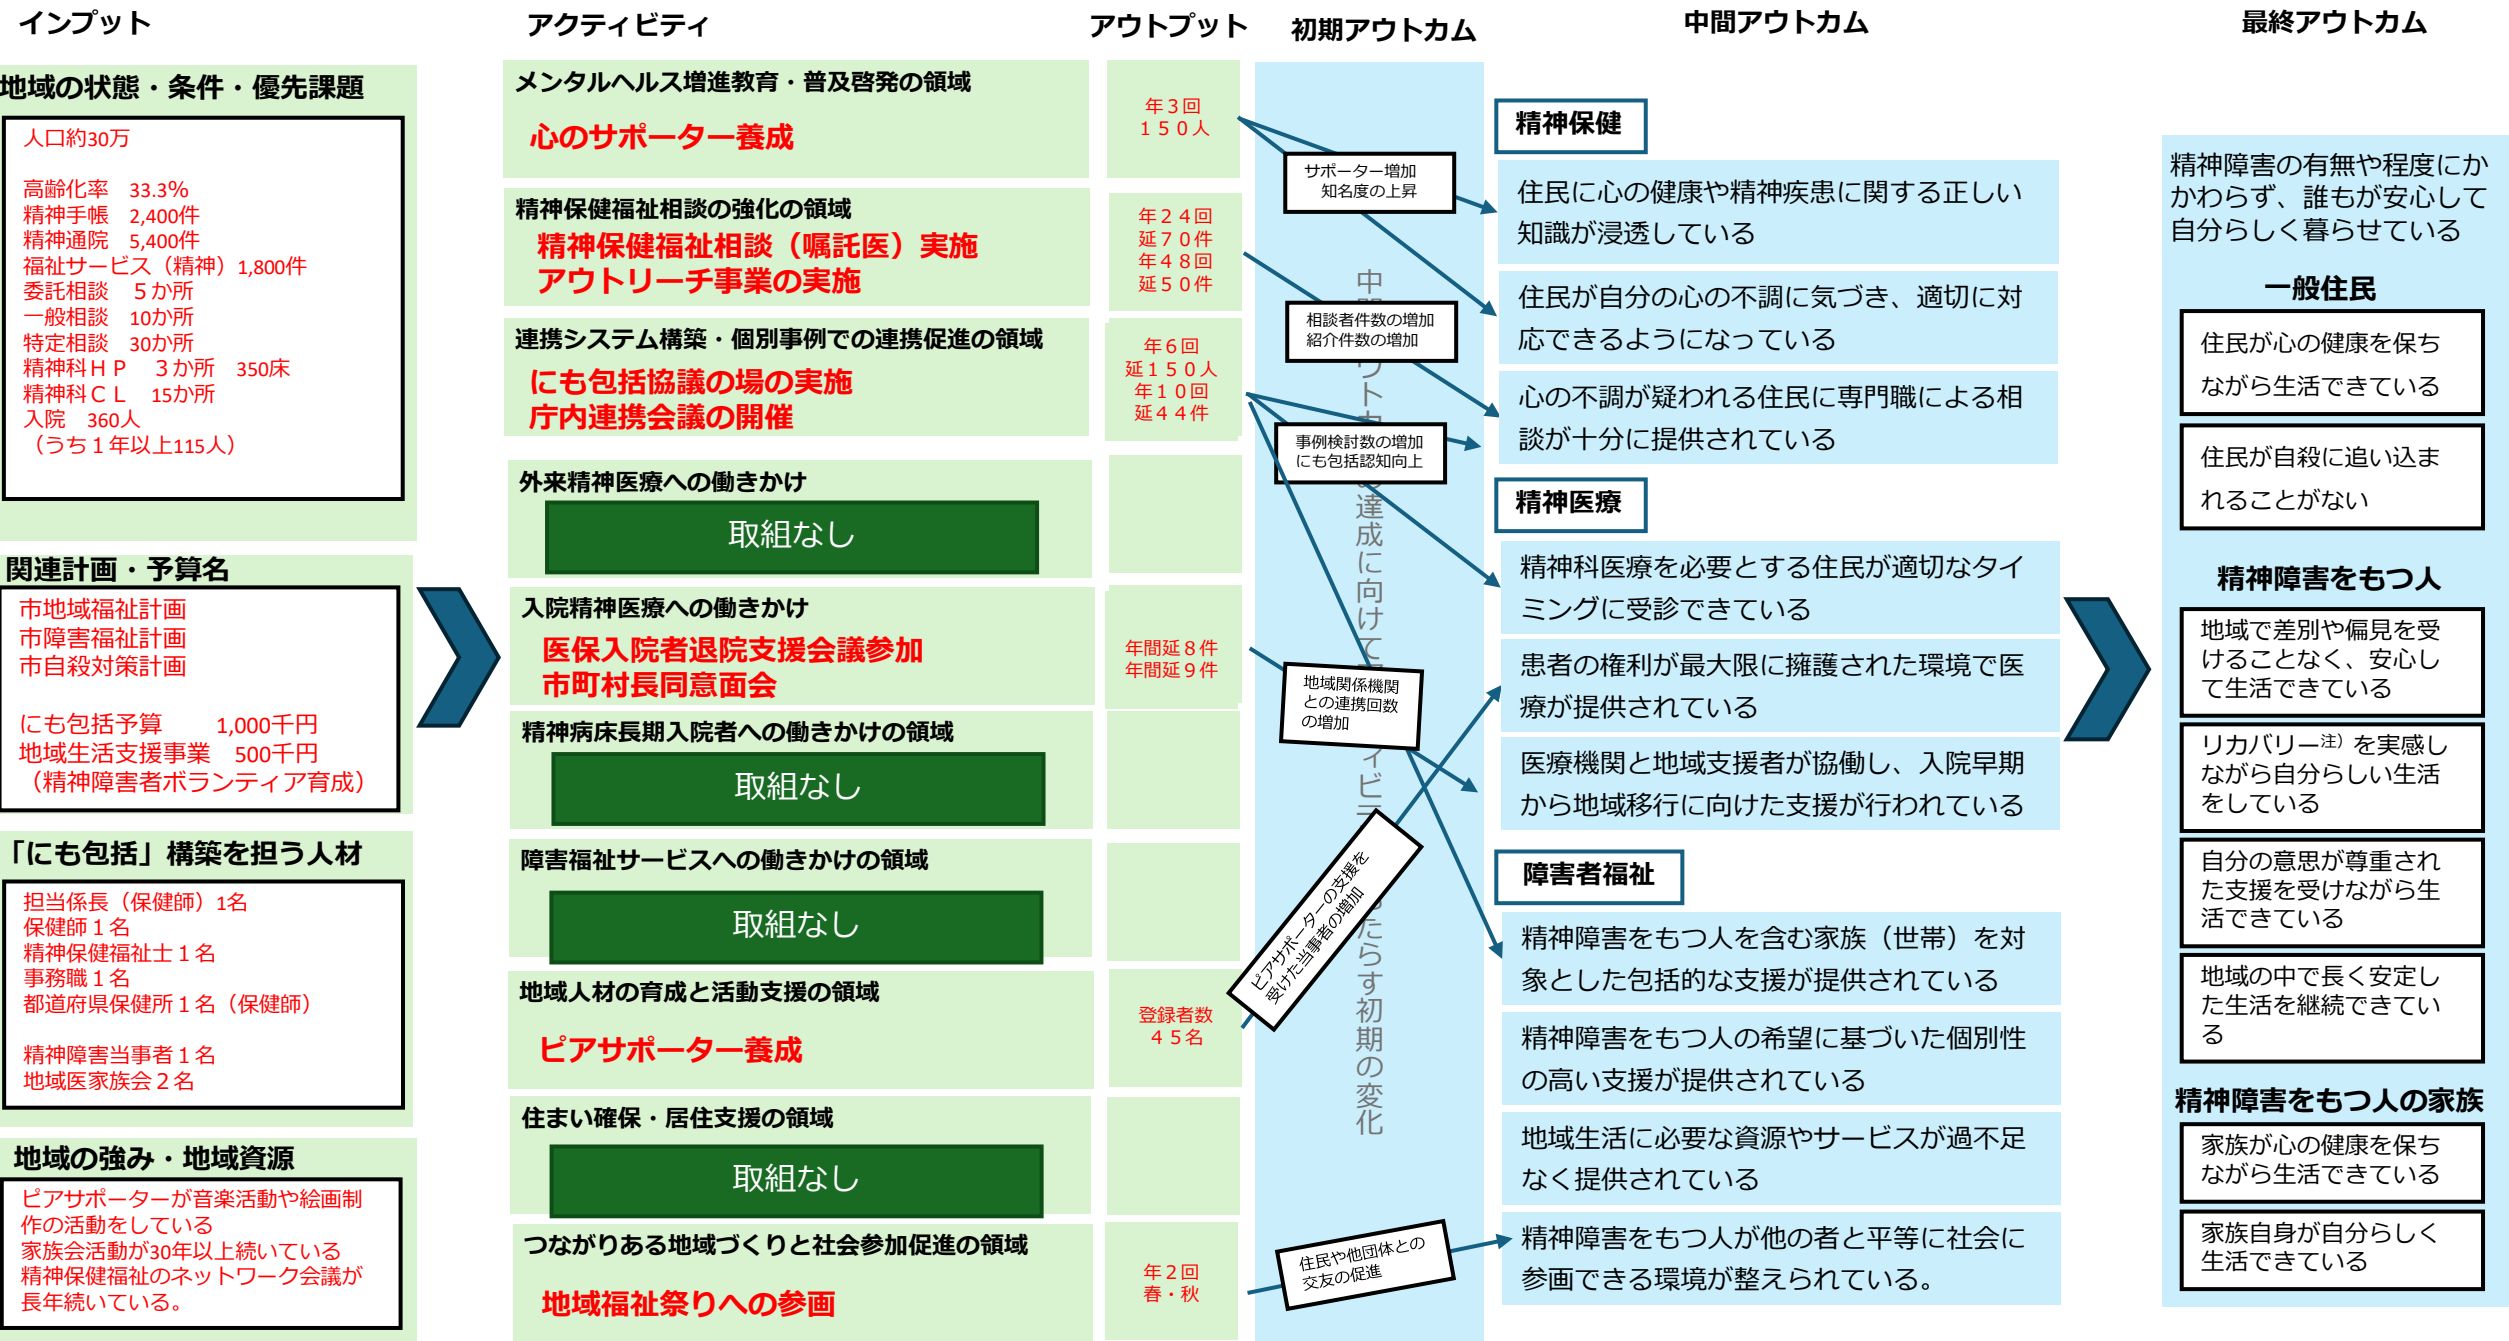 インプット
地域の状態・条件・優先課題
人口約30万
高齢化率　33.3%
精神手帳　2,400件
精神通院　5,400件
福祉サービス（精神）1,800件
委託相談　５か所
一般相談　10か所
特定相談　30か所
精神科ＨＰ　３か所　350床
精神科ＣＬ　15か所
入院　360人
（うち１年以上115人）
関連計画・予算名
市地域福祉計画
市障害福祉計画
市自殺対策計画
にも包括予算　　1,000千円
地域生活支援事業　500千円
（精神障害者ボランティア育成）
「にも包括」構築を担う人材
担当係長（保健師）1名
保健師１名
精神保健福祉士１名
事務職１名
都道府県保健所１名（保健師）
精神障害当事者１名
地域医家族会２名
地域の強み・地域資源
ピアサポーターが音楽活動や絵画制
作の活動をしている
家族会活動が30年以上続いている
精神保健福祉のネットワーク会議が
長年続いている。
アクティビティ
メンタルヘルス増進教育・普及啓発の領域
心のサポーター養成
精神保健福祉相談の強化の領域
精神保健福祉相談（嘱託医）実施
アウトリーチ事業の実施
連携システム構築・個別事例での連携促進の領域
にも包括協議の場の実施
庁内連携会議の開催
外来精神医療への働きかけ
取組なし
入院精神医療への働きかけ
医保入院者退院支援会議参加
市町村長同意面会
精神病床長期入院者への働きかけの領域
取組なし
障害福祉サービスへの働きかけの領域
取組なし
地域人材の育成と活動支援の領域
ピアサポーター養成
住まい確保・居住支援の領域
取組なし
つながりある地域づくりと社会参加促進の領域
地域福祉祭りへの参画
アウトプット
年３回
１５０人
年２４回
延７０件
年４８回
延５０件
年６回
延１５０人
年１０回
延４４件
年間延８件
年間延９件
登録者数
４５名
年２回
春・秋
初期アウトカム
サポーター増加
知名度の上昇
相談者件数の増加
紹介件数の増加
事例検討数の増加
にも包括認知向上
地域関係機関
との連携回数
の増加
ピアサポーターの支援を
受けた当事者の増加
住民や他団体との
交友の促進
中
達成に向けて
たらす初期の変化
中間アウトカム
精神保健
住民に心の健康や精神疾患に関する正しい
知識が浸透している
住民が自分の心の不調に気づき、適切に対
応できるようになっている
心の不調が疑われる住民に専門職による相
談が十分に提供されている
精神医療
精神科医療を必要とする住民が適切なタイ
ミングに受診できている
患者の権利が最大限に擁護された環境で医
療が提供されている
医療機関と地域支援者が協働し、入院早期
から地域移行に向けた支援が行われている
障害者福祉
精神障害をもつ人を含む家族（世帯）を対
象とした包括的な支援が提供されている
精神障害をもつ人の希望に基づいた個別性
の高い支援が提供されている
地域生活に必要な資源やサービスが過不足
なく提供されている
精神障害をもつ人が他の者と平等に社会に
参画できる環境が整えられている。
最終アウトカム
精神障害の有無や程度にか
かわらず、誰もが安心して
自分らしく暮らせている
一般住民
住民が心の健康を保ち
ながら生活できている
住民が自殺に追い込ま
れることがない
精神障害をもつ人
地域で差別や偏見を受
けることなく、安心し
て生活できている
リカバリー注）を実感し
ながら自分らしい生活
をしている
自分の意思が尊重され
た支援を受けながら生
活できている
地域の中で長く安定し
た生活を継続できてい
る
精神障害をもつ人の家族
家族が心の健康を保ち
ながら生活できている
家族自身が自分らしく
生活できている